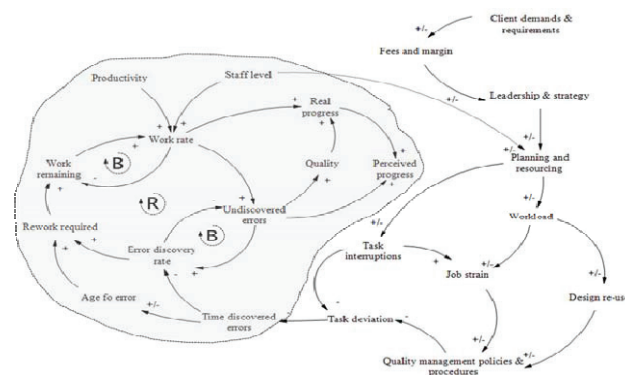 Client demands &
requirements
+/-
Fees and margin
Productivity
Staff level
+/-
Leadership & strategy
Real
progress
Work rate
Work
remaining
B
Quality
Perceived
progress
Planning and
resourcing
R
Undiscovered
errors
Workload
Rework required
Error discovery
rate
B
Task
interruptions
Job strain
Age fo error
Time discovered
errors
Task deviation
Design re-use
Quality management policies &
procedures